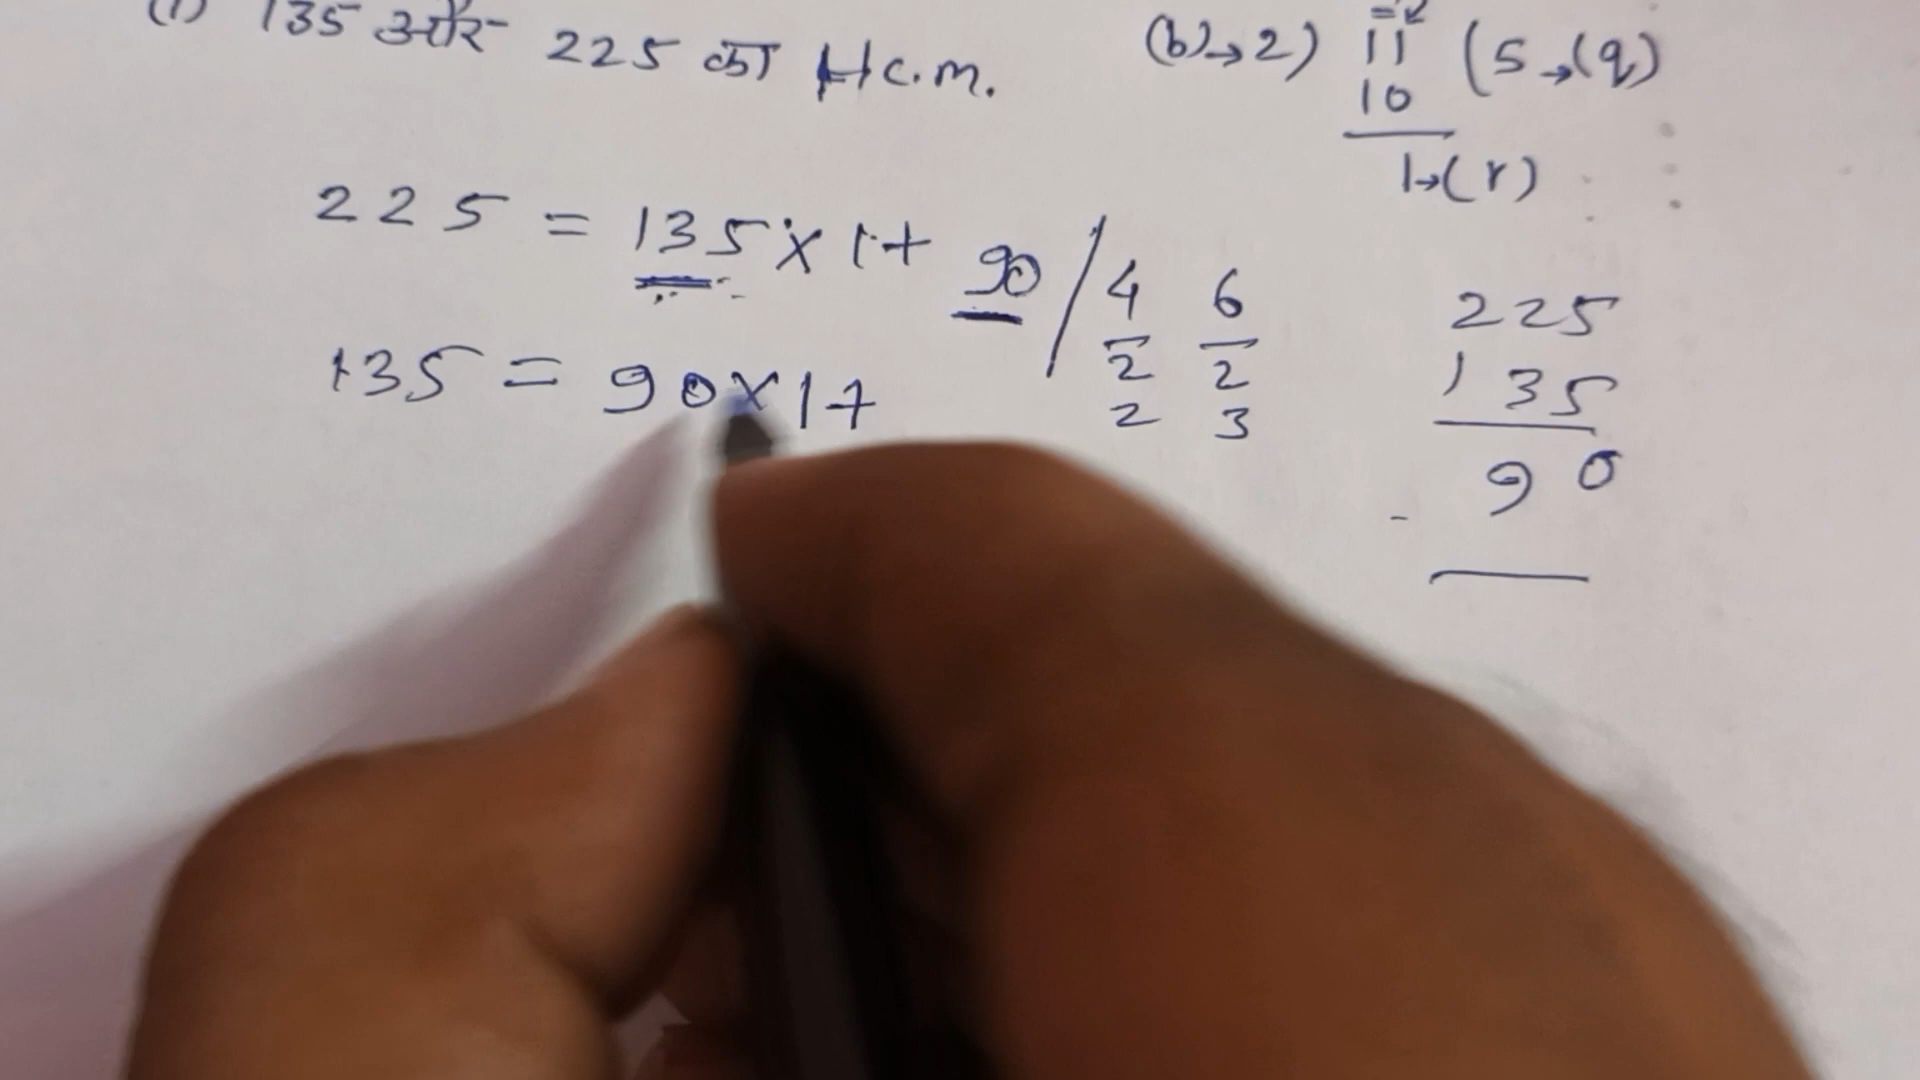 (1) 135 और 225 का H.c.m.
225 = 135 × 1 + 90
135 = 90 × 1 +
(b) → 2) 11 (5 → (q)
10
1 → (r)
4 6
2 2
2 3
225
135
90